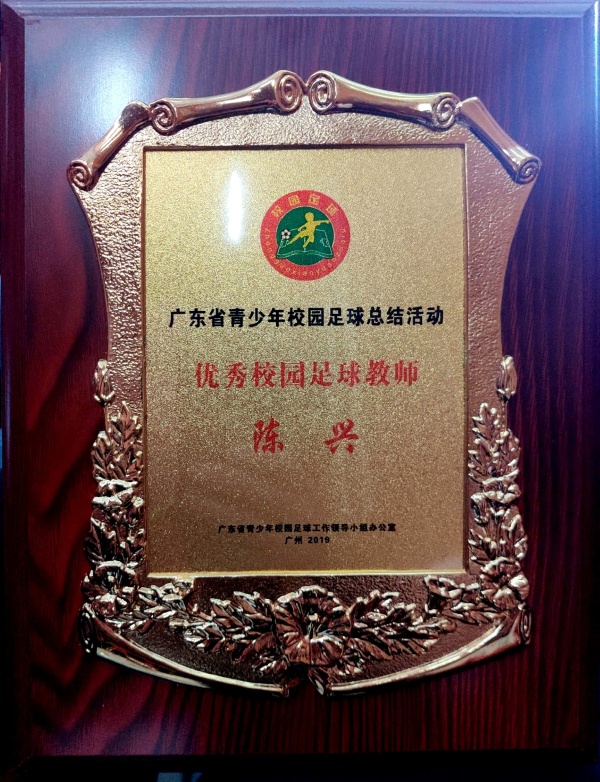 校园足球
广东省青少年校园足球总结活动
优秀校园足球教师
陈 兴
广东省青少年校园足球工作领导小组办公室
广州 2019